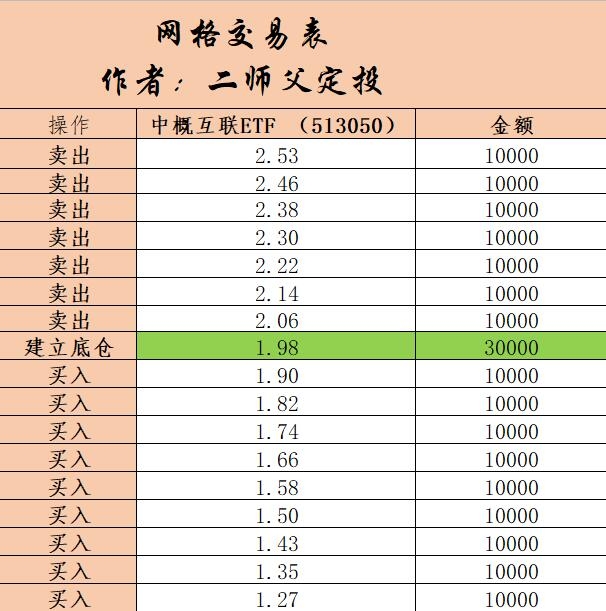 网格交易表
作者：二师父定投
操作 中概互联ETF （513050） 金额
卖出 2.53 10000
卖出 2.46 10000
卖出 2.38 10000
卖出 2.30 10000
卖出 2.22 10000
卖出 2.14 10000
卖出 2.06 10000
建立底仓 1.98 30000
买入 1.90 10000
买入 1.82 10000
买入 1.74 10000
买入 1.66 10000
买入 1.58 10000
买入 1.50 10000
买入 1.43 10000
买入 1.35 10000
买入 1.27 10000